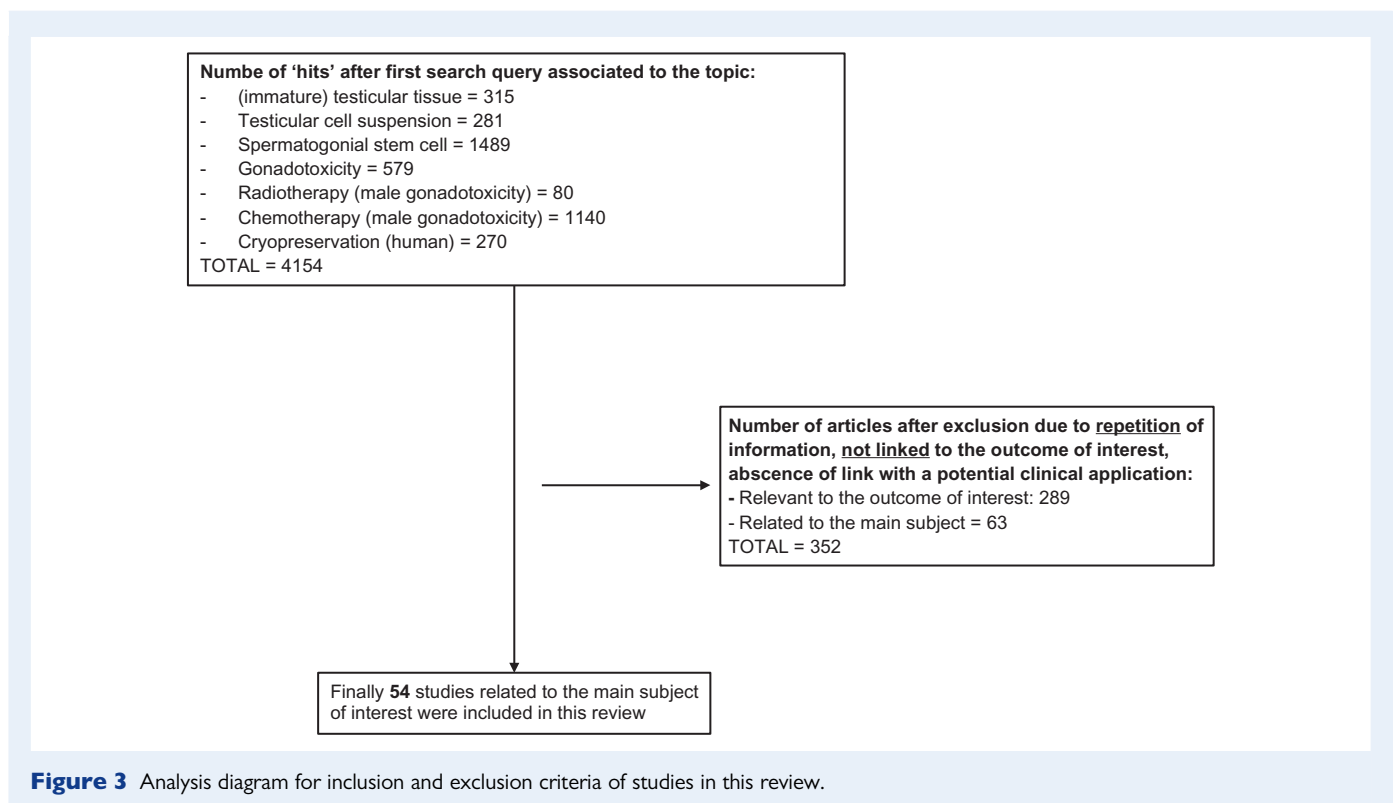 Numbe of ‘hits’ after first search query associated to the topic:
- (immature) testicular tissue = 315
- Testicular cell suspension = 281
- Spermatogonial stem cell = 1489
- Gonadotoxicity = 579
- Radiotherapy (male gonadotoxicity) = 80
- Chemotherapy (male gonadotoxicity) = 1140
- Cryopreservation (human) = 270
TOTAL = 4154
Number of articles after exclusion due to repetition of
information, not linked to the outcome of interest,
abscence of link with a potential clinical application:
- Relevant to the outcome of interest: 289
- Related to the main subject = 63
TOTAL = 352
Finally 54 studies related to the main subject
of interest were included in this review
Figure 3 Analysis diagram for inclusion and exclusion criteria of studies in this review.